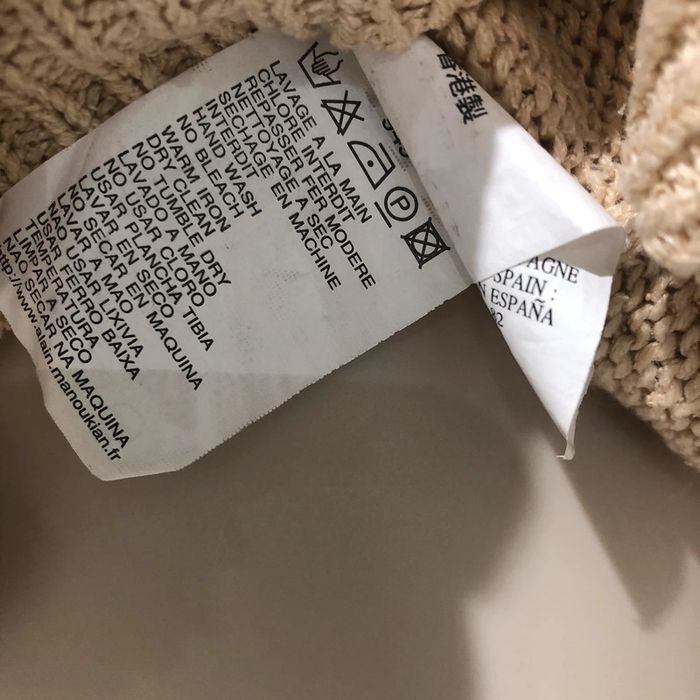 LAVAGE A LA MAIN
CHLORE INTERDIT
REPASSER FER MODERE
NETTOYAGE A SEC
SECHAGE EN MACHINE
INTERDIT
HAND WASH
NO BLEACH
WARM IRON
DRY CLEAN
NO TUMBLE DRY
LAVADO A MANO
NO USAR CLORO
USAR PLANCHA TIBIA
LAVAR EN SECO
NO SECAR EN MAQUINA
LAVAR A MAO
NAO USAR LIXIVIA
USAR FERRO BAIXA
TEMPERATURA
LIMPAR A SECO
NAO SEGAR NA MAQUINA
http://www.alain.manoukian.fr
P
香港製
AGNE
SPAIN :
N ESPAÑA
82